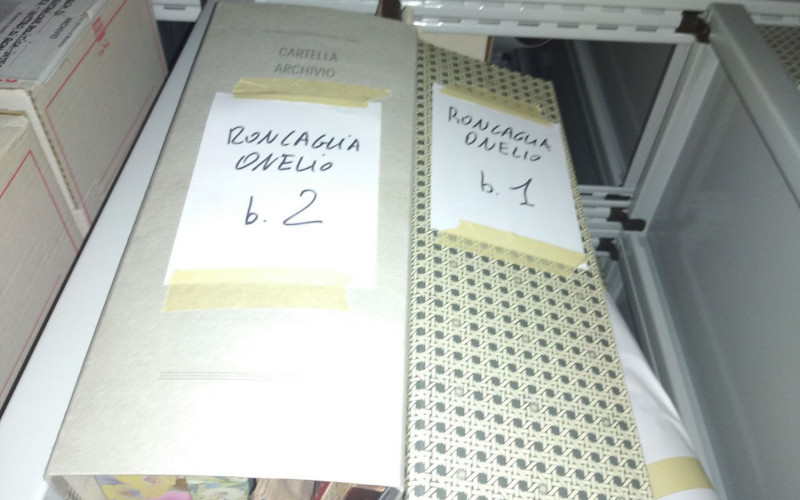 CARTELLA
ARCHIVIO
RONCAGLIA
ONELIO
b. 2
RONCAGLIA
ONELIO
b. 1